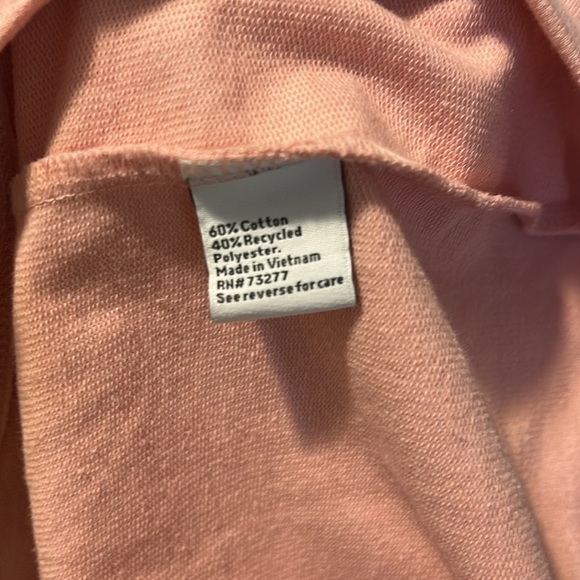 60% Cotton
40% Recycled
Polyester.
Made in Vietnam
RN# 73277
See reverse for care